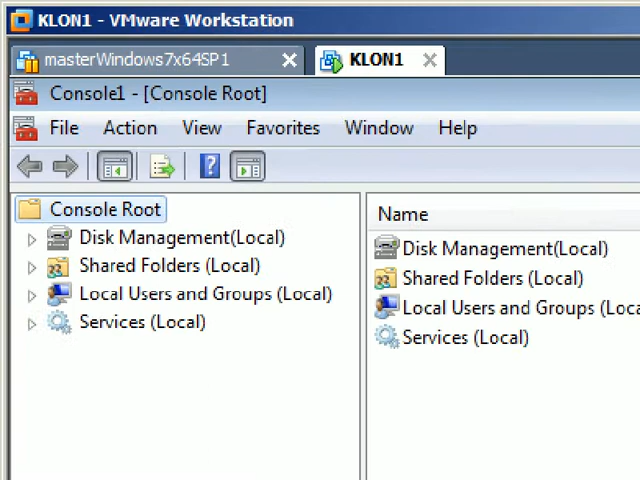 KLON1 - VMware Workstation
masterWindows7x64SP1
KLON1
Console1 - [Console Root]
File Action View Favorites Window Help
Console Root
Disk Management(Local)
Shared Folders (Local)
Local Users and Groups (Local)
Services (Local)
Name
Disk Management(Local)
Shared Folders (Local)
Local Users and Groups (Loca
Services (Local)